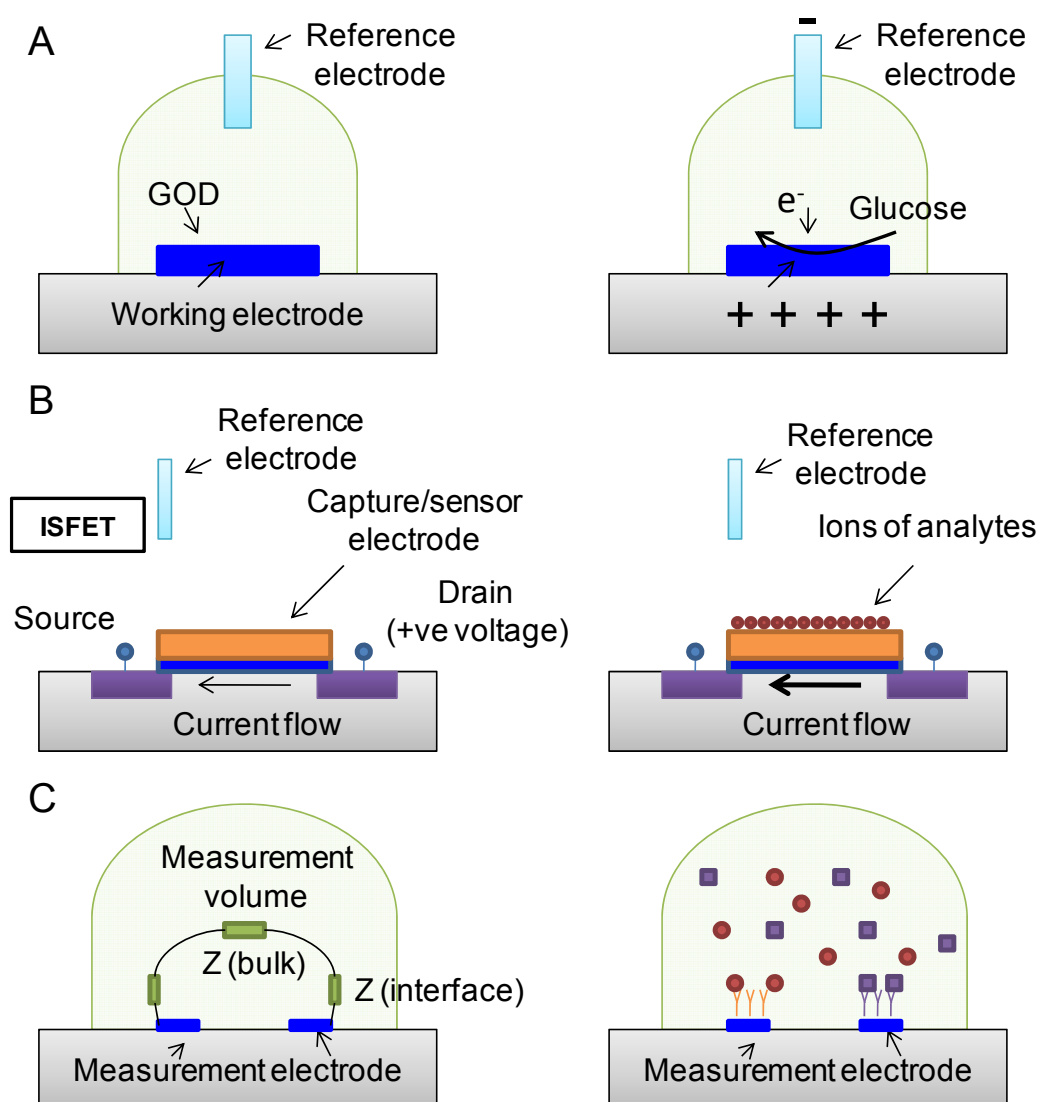 A
Reference
electrode
GOD
Working electrode
-
Reference
electrode
e-
Glucose
+ + + +
B
Reference
electrode
ISFET
Capture/sensor
electrode
Source
Drain
(+ve voltage)
Current flow
Reference
electrode
Ions of analytes
Current flow
C
Measurement
volume
Z (bulk)
Z (interface)
Measurement electrode
Measurement electrode